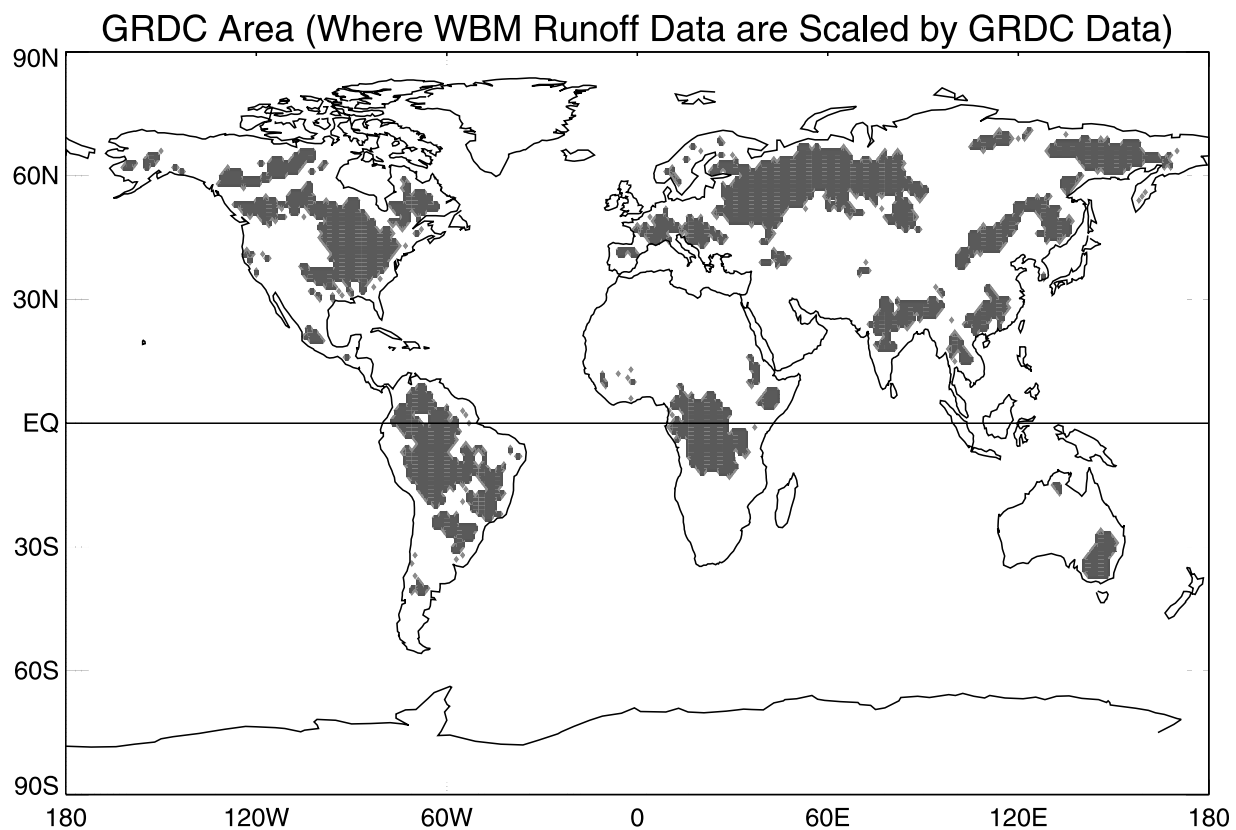 GRDC Area (Where WBM Runoff Data are Scaled by GRDC Data)
90N
60N
30N
EQ
30S
60S
90S
180 120W 60W 0 60E 120E 180